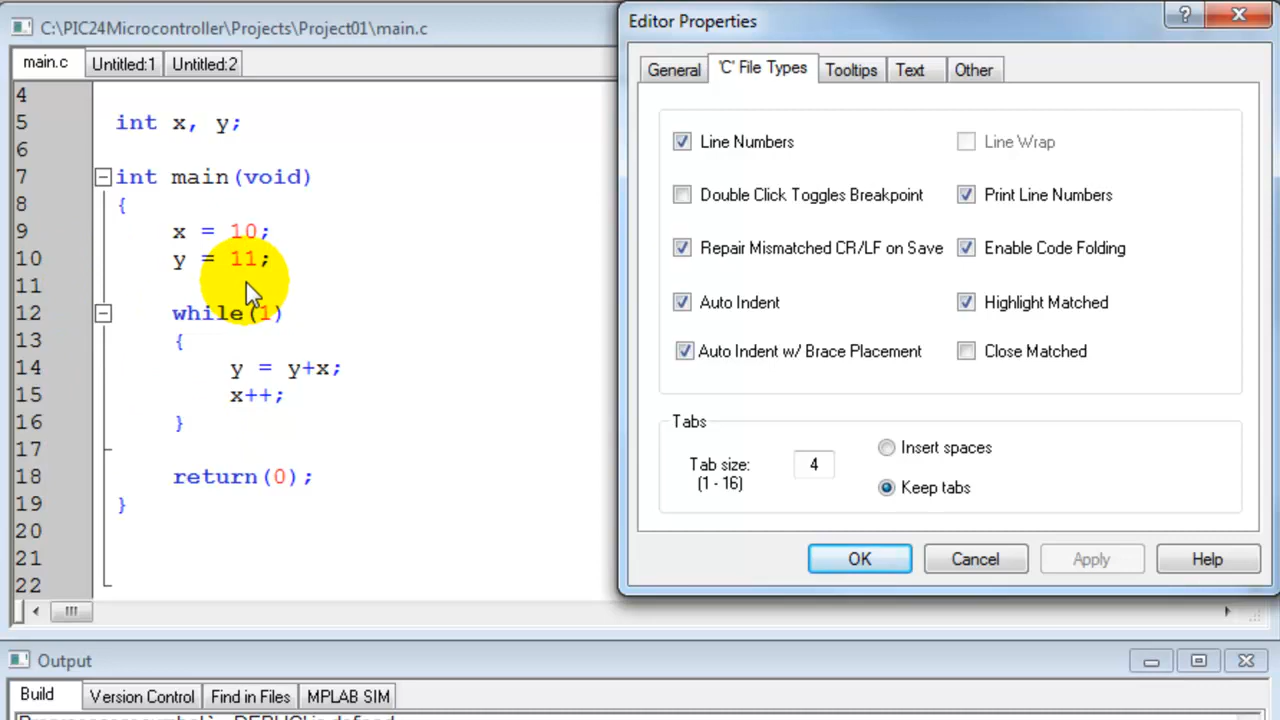 C:\PIC24Microcontroller\Projects\Project01\main.c
main.c
Untitled:1
Untitled:2
4
5 int x, y;
6
7 int main(void)
8 {
9 x = 10;
10 y = 11;
11
12 while(1)
13 {
14 y = y+x;
15 x++;
16 }
17
18 return(0);
19 }
20
21
22
Editor Properties
General
'C' File Types
Tooltips
Text
Other
Line Numbers
Line Wrap
Double Click Toggles Breakpoint
Print Line Numbers
Repair Mismatched CR/LF on Save
Enable Code Folding
Auto Indent
Highlight Matched
Auto Indent w/ Brace Placement
Close Matched
Tabs
Tab size:
(1 - 16)
4
Insert spaces
Keep tabs
OK
Cancel
Apply
Help
Output
Build
Version Control
Find in Files
MPLAB SIM